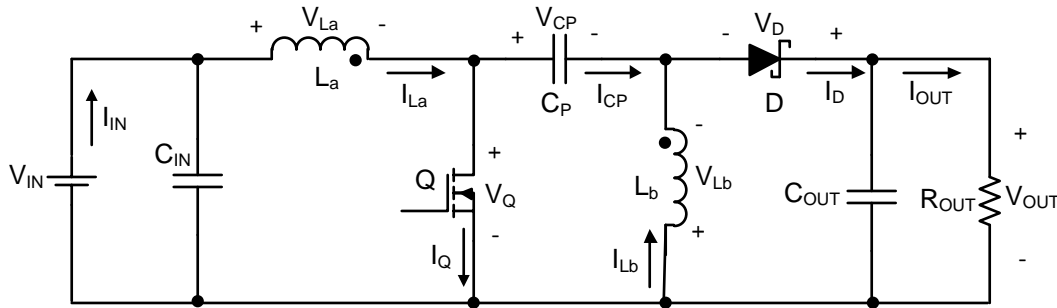 + V_La -
L_a
I_La
V_CP
+ -
C_P
I_CP
V_D
- +
D
I_D
I_OUT
I_IN
V_IN
C_IN
Q
+
V_Q
-
I_Q
-
L_b
V_Lb
+
I_Lb
C_OUT
R_OUT
+
V_OUT
-